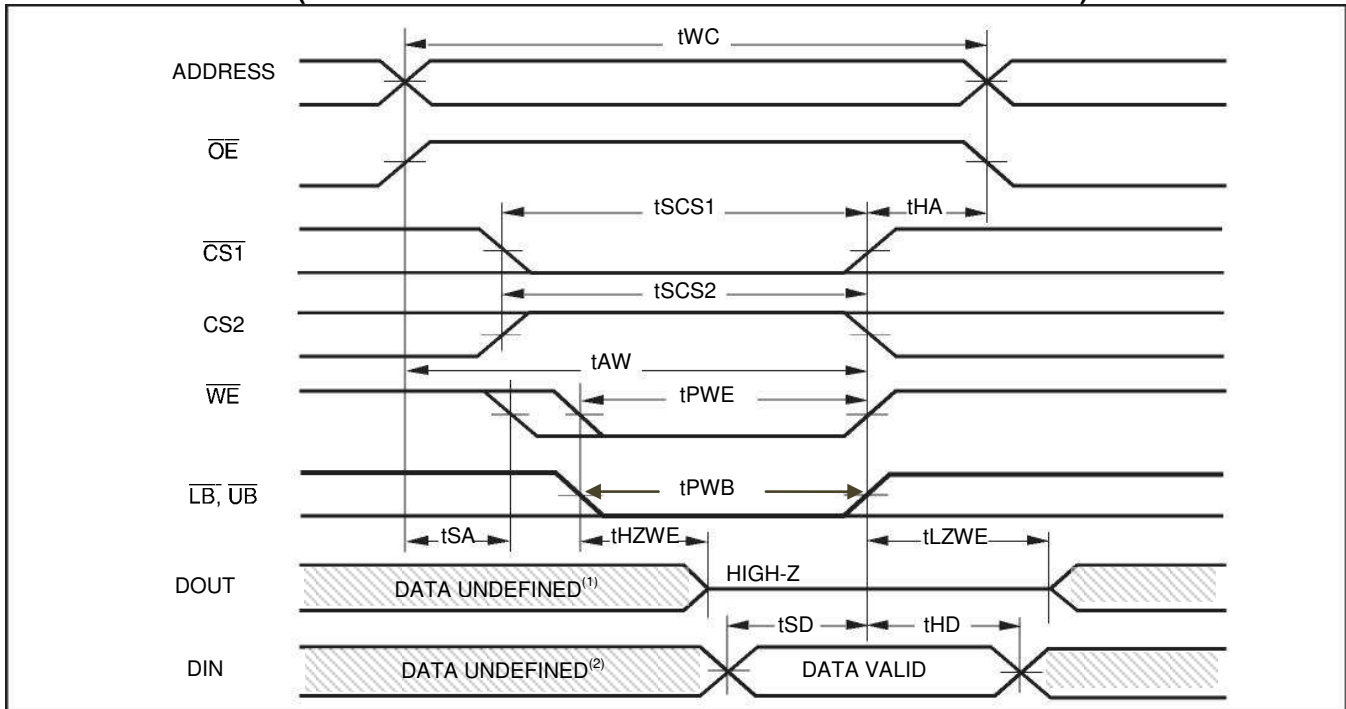 tWC
ADDRESS
OE
tSCS1
tHA
CS1
tSCS2
CS2
tAW
WE
tPWE
LB, UB
tPWB
tSA
tHZWE
tLZWE
DOUT
DATA UNDEFINED(1)
HIGH-Z
tSD
tHD
DIN
DATA UNDEFINED(2)
DATA VALID